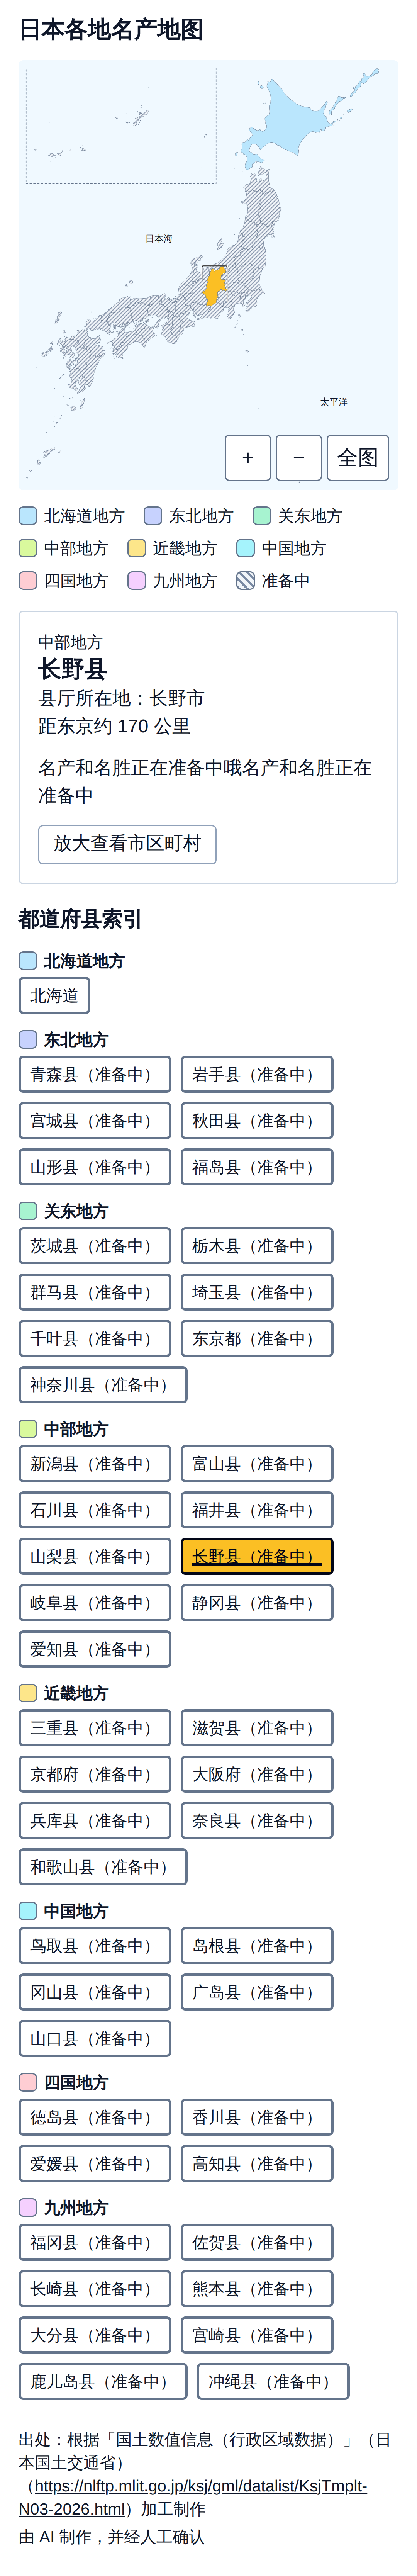 日本各地名产地图
日本海
太平洋
+
−
全图
北海道地方
东北地方
关东地方
中部地方
近畿地方
中国地方
四国地方
九州地方
准备中
中部地方
长野县
县厅所在地：长野市
距东京约 170 公里
名产和名胜正在准备中哦名产和名胜正在
准备中
放大查看市区町村
都道府县索引
北海道地方
北海道
东北地方
青森县（准备中）
岩手县（准备中）
宫城县（准备中）
秋田县（准备中）
山形县（准备中）
福岛县（准备中）
关东地方
茨城县（准备中）
栃木县（准备中）
群马县（准备中）
埼玉县（准备中）
千叶县（准备中）
东京都（准备中）
神奈川县（准备中）
中部地方
新潟县（准备中）
富山县（准备中）
石川县（准备中）
福井县（准备中）
山梨县（准备中）
长野县（准备中）
岐阜县（准备中）
静冈县（准备中）
爱知县（准备中）
近畿地方
三重县（准备中）
滋贺县（准备中）
京都府（准备中）
大阪府（准备中）
兵库县（准备中）
奈良县（准备中）
和歌山县（准备中）
中国地方
鸟取县（准备中）
岛根县（准备中）
冈山县（准备中）
广岛县（准备中）
山口县（准备中）
四国地方
德岛县（准备中）
香川县（准备中）
爱媛县（准备中）
高知县（准备中）
九州地方
福冈县（准备中）
佐贺县（准备中）
长崎县（准备中）
熊本县（准备中）
大分县（准备中）
宫崎县（准备中）
鹿儿岛县（准备中）
冲绳县（准备中）
出处：根据「国土数值信息（行政区域数据）」（日
本国土交通省）
（https://nlftp.mlit.go.jp/ksj/gml/datalist/KsjTmplt-
N03-2026.html）加工制作
由 AI 制作，并经人工确认